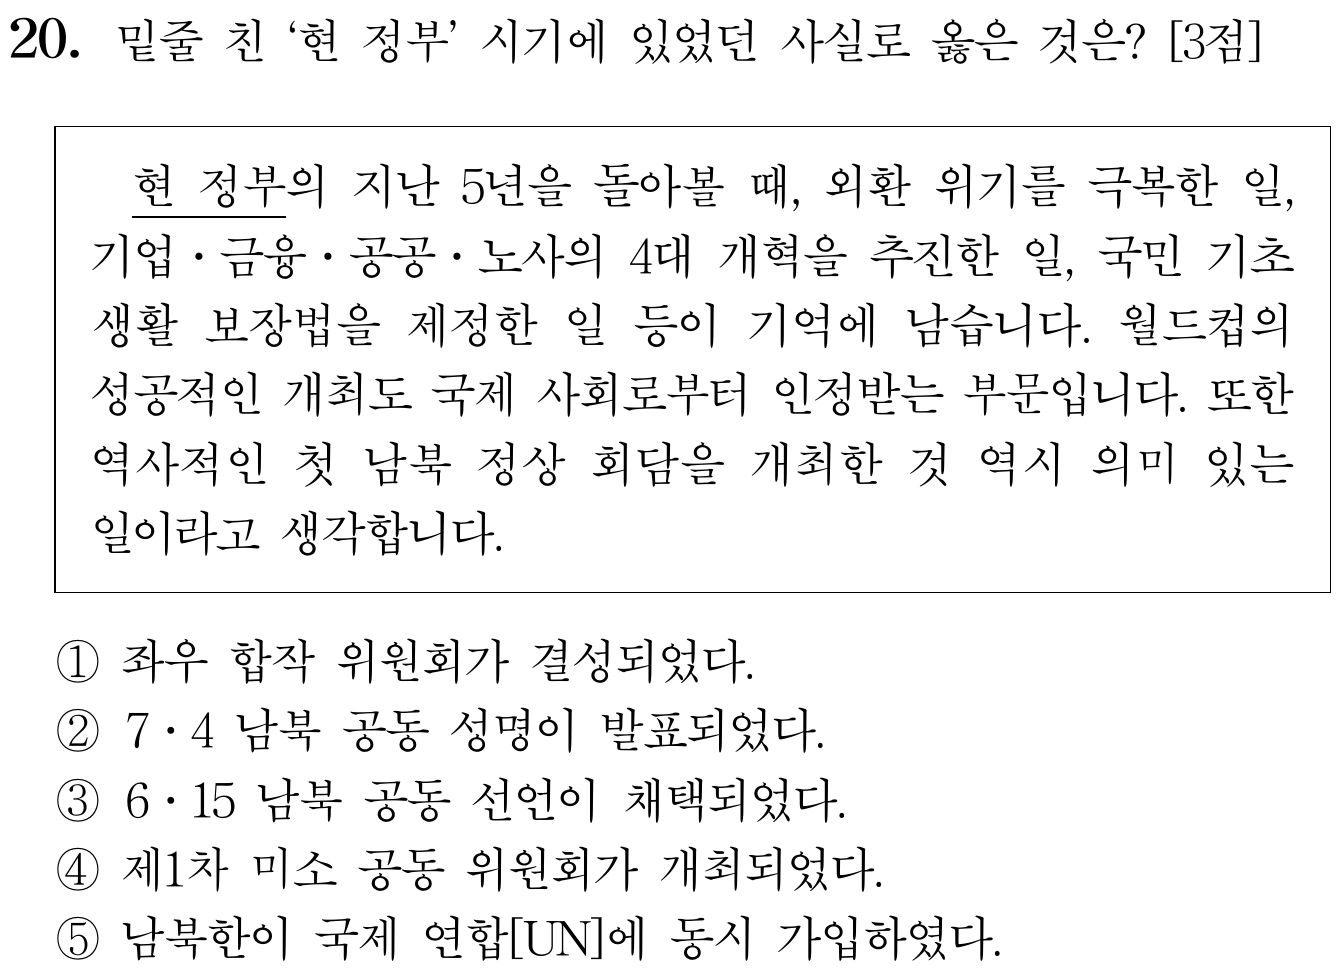 20. 밑줄 친 ‘현 정부’ 시기에 있었던 사실로 옳은 것은? [3점]
현 정부의 지난 5년을 돌아볼 때, 외환 위기를 극복한 일,
기업·금융·공공·노사의 4대 개혁을 추진한 일, 국민 기초
생활 보장법을 제정한 일 등이 기억에 남습니다. 월드컵의
성공적인 개최도 국제 사회로부터 인정받는 부문입니다. 또한
역사적인 첫 남북 정상 회담을 개최한 것 역시 의미 있는
일이라고 생각합니다.
① 좌우 합작 위원회가 결성되었다.
② 7·4 남북 공동 성명이 발표되었다.
③ 6·15 남북 공동 선언이 채택되었다.
④ 제1차 미소 공동 위원회가 개최되었다.
⑤ 남북한이 국제 연합[UN]에 동시 가입하였다.